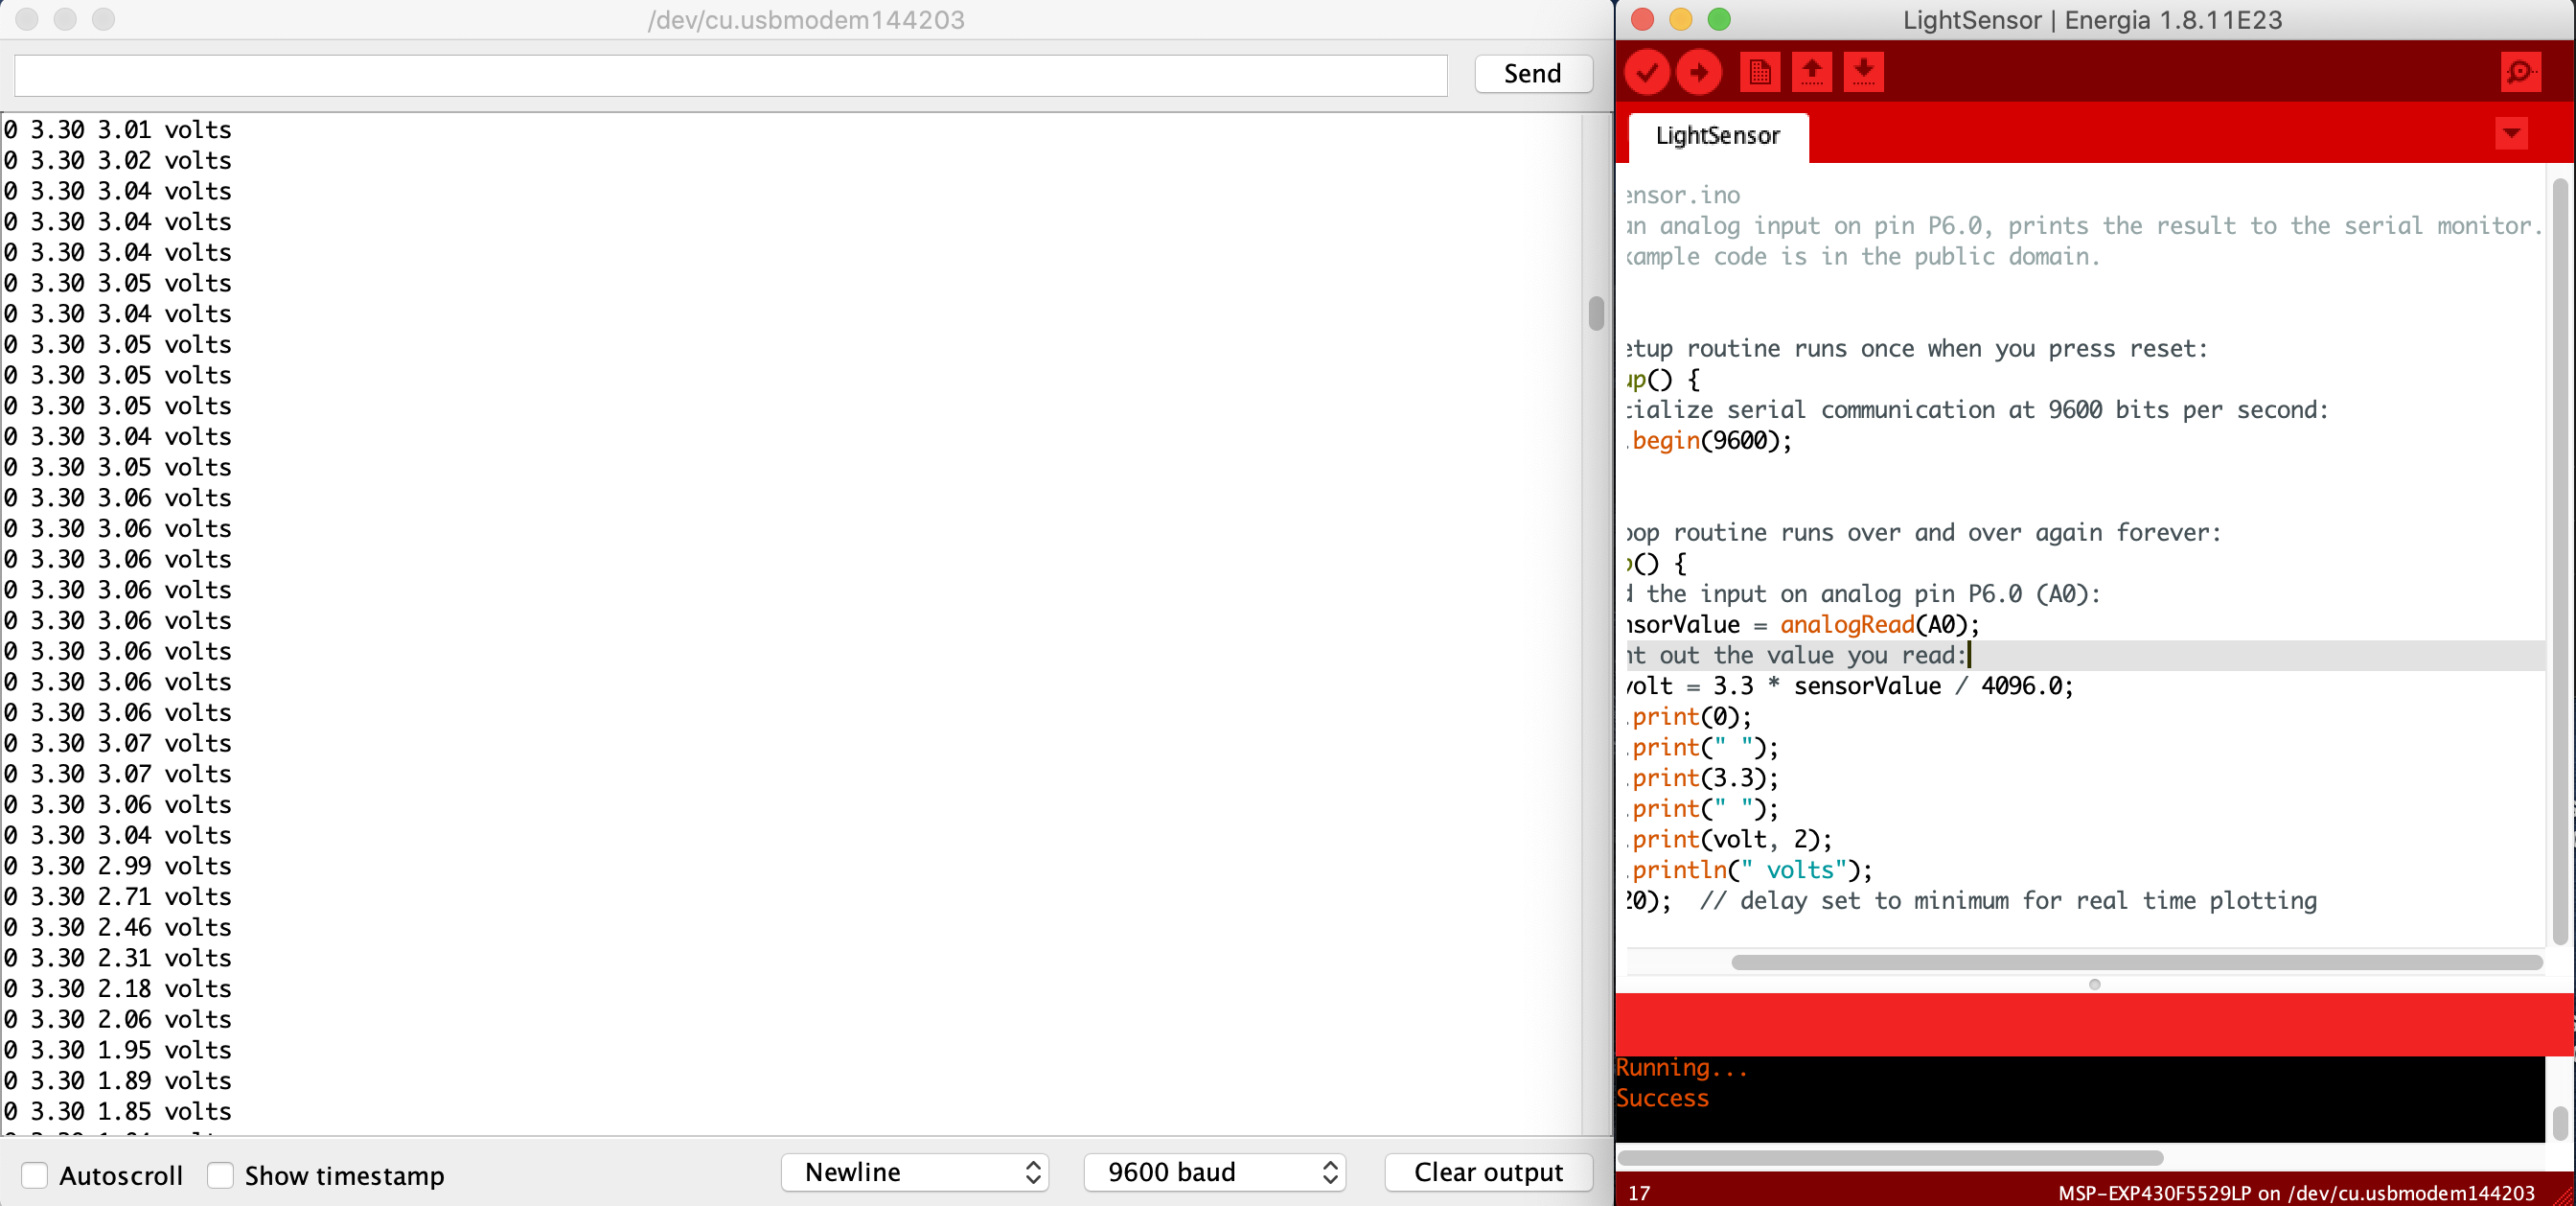 /dev/cu.usbmodem144203
Send
0 3.30 3.01 volts
0 3.30 3.02 volts
0 3.30 3.04 volts
0 3.30 3.04 volts
0 3.30 3.04 volts
0 3.30 3.05 volts
0 3.30 3.04 volts
0 3.30 3.05 volts
0 3.30 3.05 volts
0 3.30 3.05 volts
0 3.30 3.04 volts
0 3.30 3.05 volts
0 3.30 3.06 volts
0 3.30 3.06 volts
0 3.30 3.06 volts
0 3.30 3.06 volts
0 3.30 3.06 volts
0 3.30 3.06 volts
0 3.30 3.06 volts
0 3.30 3.06 volts
0 3.30 3.07 volts
0 3.30 3.07 volts
0 3.30 3.06 volts
0 3.30 3.04 volts
0 3.30 2.99 volts
0 3.30 2.71 volts
0 3.30 2.46 volts
0 3.30 2.31 volts
0 3.30 2.18 volts
0 3.30 2.06 volts
0 3.30 1.95 volts
0 3.30 1.89 volts
0 3.30 1.85 volts
Autoscroll Show timestamp Newline 9600 baud Clear output
LightSensor | Energia 1.8.11E23
LightSensor
ensor.ino
an analog input on pin P6.0, prints the result to the serial monitor.
xample code is in the public domain.
etup routine runs once when you press reset:
up() {
tialize serial communication at 9600 bits per second:
.begin(9600);
oop routine runs over and over again forever:
p() {
d the input on analog pin P6.0 (A0):
nsorValue = analogRead(A0);
nt out the value you read:
volt = 3.3 * sensorValue / 4096.0;
.print(0);
.print(" ");
.print(3.3);
.print(" ");
.print(volt, 2);
.println(" volts");
20);  // delay set to minimum for real time plotting
Running...
Success
17 MSP-EXP430F5529LP on /dev/cu.usbmodem144203